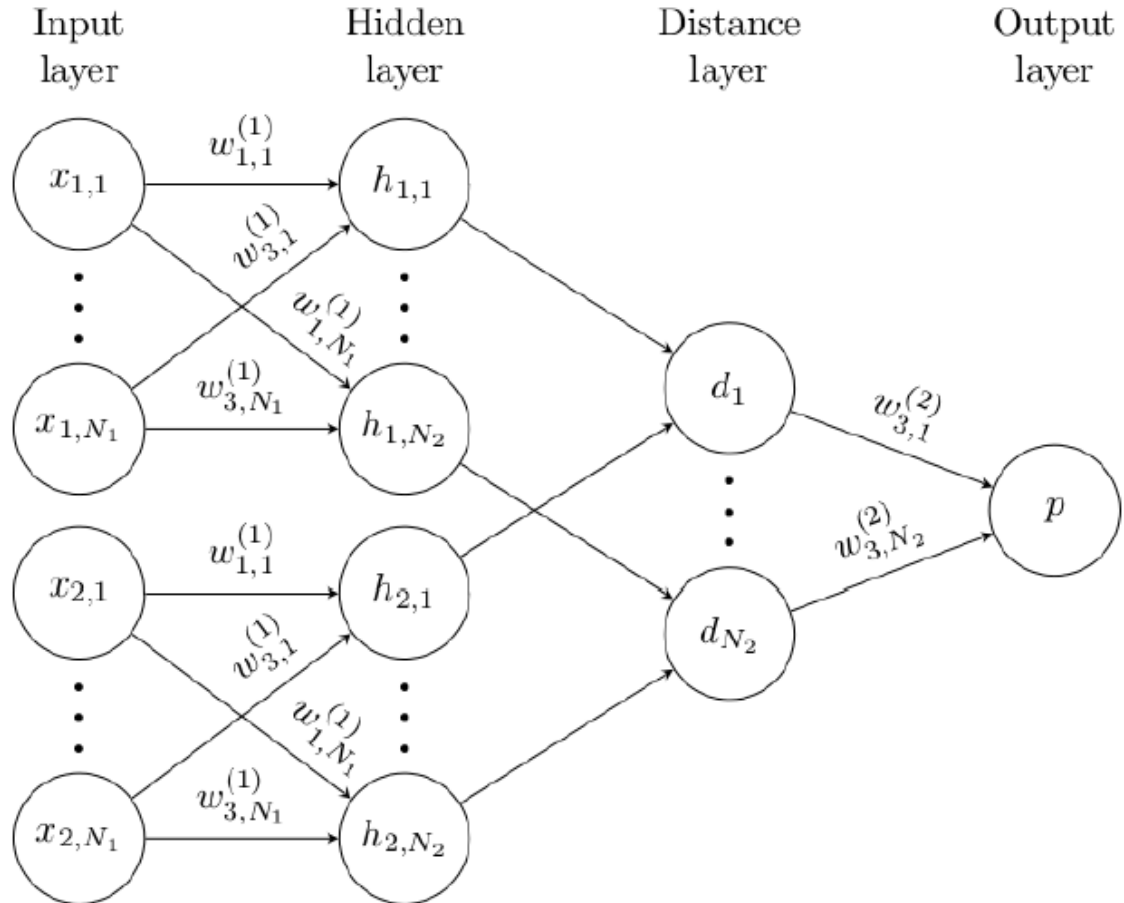 Input layer
Hidden layer
Distance layer
Output layer
x_{1,1}
w_{1,1}^{(1)}
h_{1,1}
w_{3,1}^{(1)}
w_{1,N_1}^{(1)}
x_{1,N_1}
w_{3,N_1}^{(1)}
h_{1,N_2}
x_{2,1}
w_{1,1}^{(1)}
h_{2,1}
w_{3,1}^{(1)}
w_{1,N_1}^{(1)}
x_{2,N_1}
w_{3,N_1}^{(1)}
h_{2,N_2}
d_1
d_{N_2}
w_{3,1}^{(2)}
w_{3,N_2}^{(2)}
p